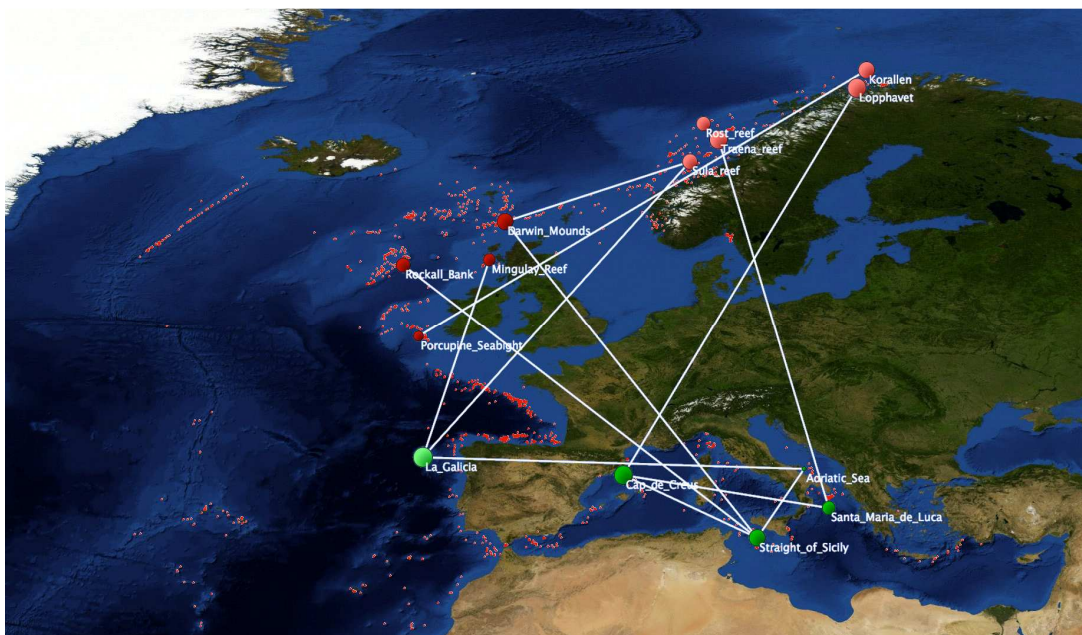 Korallen
Lopphavet
Rost_reef
Traena_reef
Sula_reef
Darwin_Mounds
Mingulay_Reef
Rockall_Bank
Porcupine_Seabight
La_Galicia
Cap_de_Creus
Adriatic_Sea
Santa_Maria_de_Luca
Straight_of_Sicily